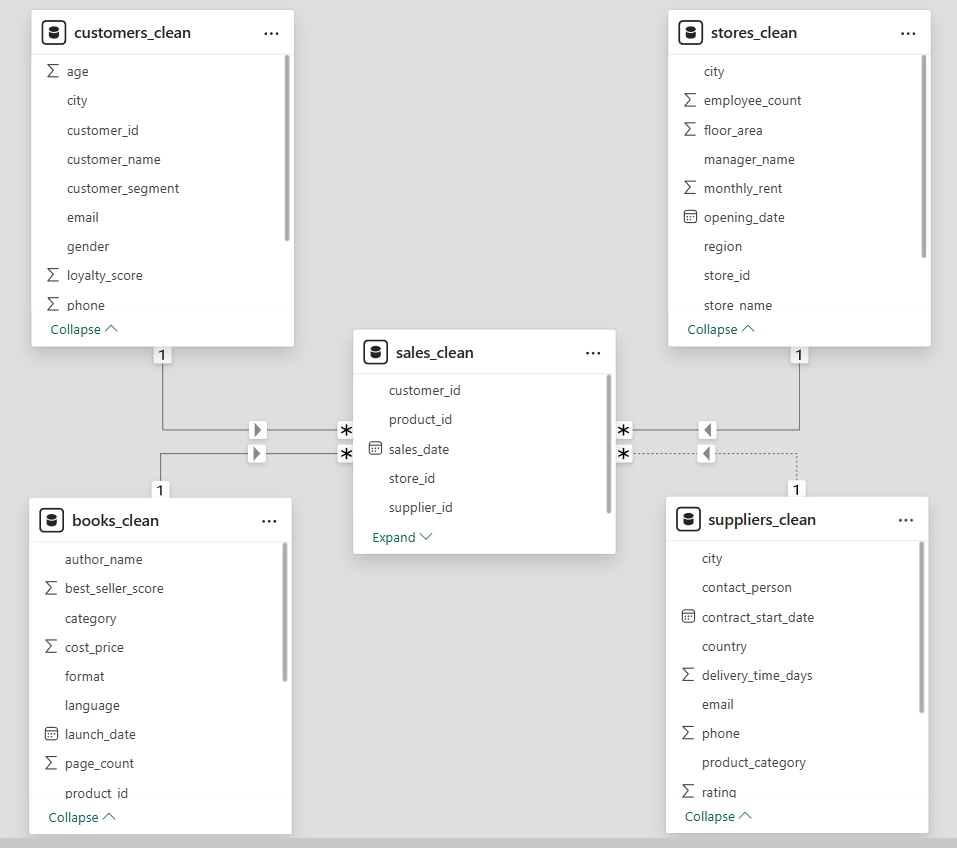 customers_clean
age
city
customer_id
customer_name
customer_segment
email
gender
loyalty_score
phone
Collapse
1
stores_clean
city
employee_count
floor_area
manager_name
monthly_rent
opening_date
region
store_id
store_name
Collapse
1
sales_clean
customer_id
product_id
sales_date
store_id
supplier_id
Expand
*
*
*
*
1
books_clean
author_name
best_seller_score
category
cost_price
format
language
launch_date
page_count
product_id
Collapse
1
suppliers_clean
city
contact_person
contract_start_date
country
delivery_time_days
email
phone
product_category
rating
Collapse